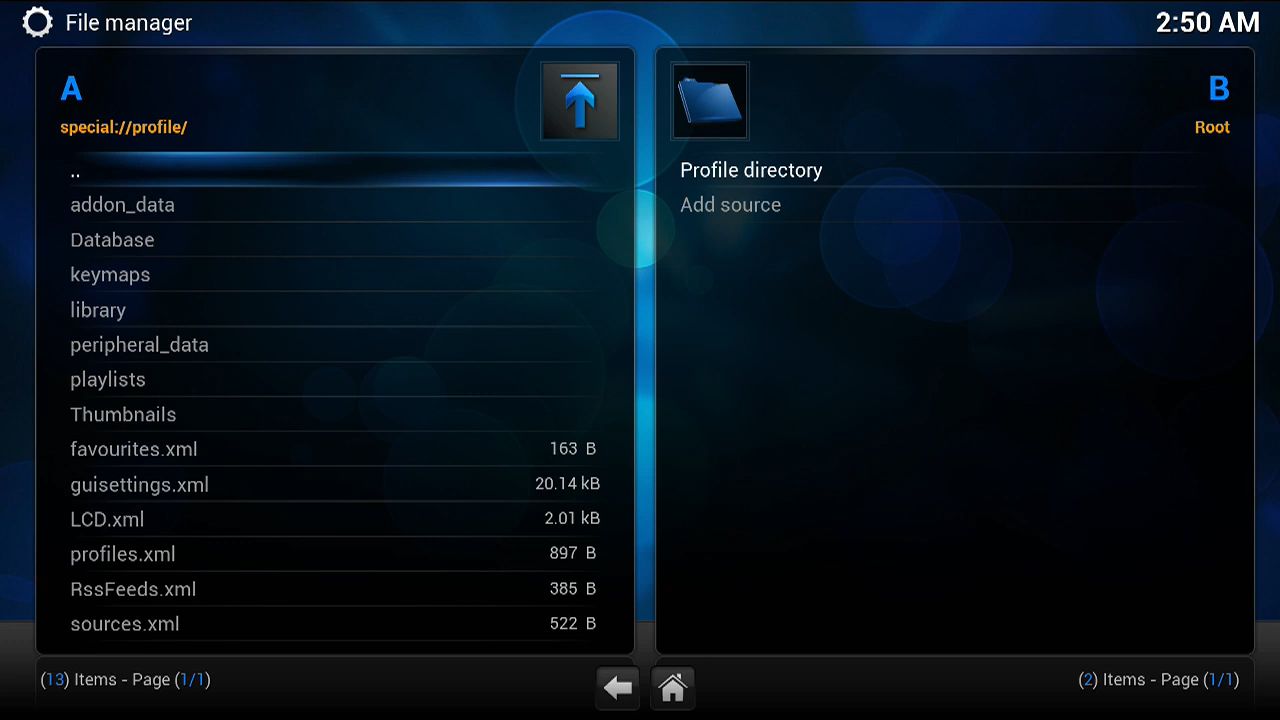 File manager
2:50 AM
A
special://profile/
..
addon_data
Database
keymaps
library
peripheral_data
playlists
Thumbnails
favourites.xml 163 B
guisettings.xml 20.14 kB
LCD.xml 2.01 kB
profiles.xml 897 B
RssFeeds.xml 385 B
sources.xml 522 B
(13) Items - Page (1/1)
B
Root
Profile directory
Add source
(2) Items - Page (1/1)